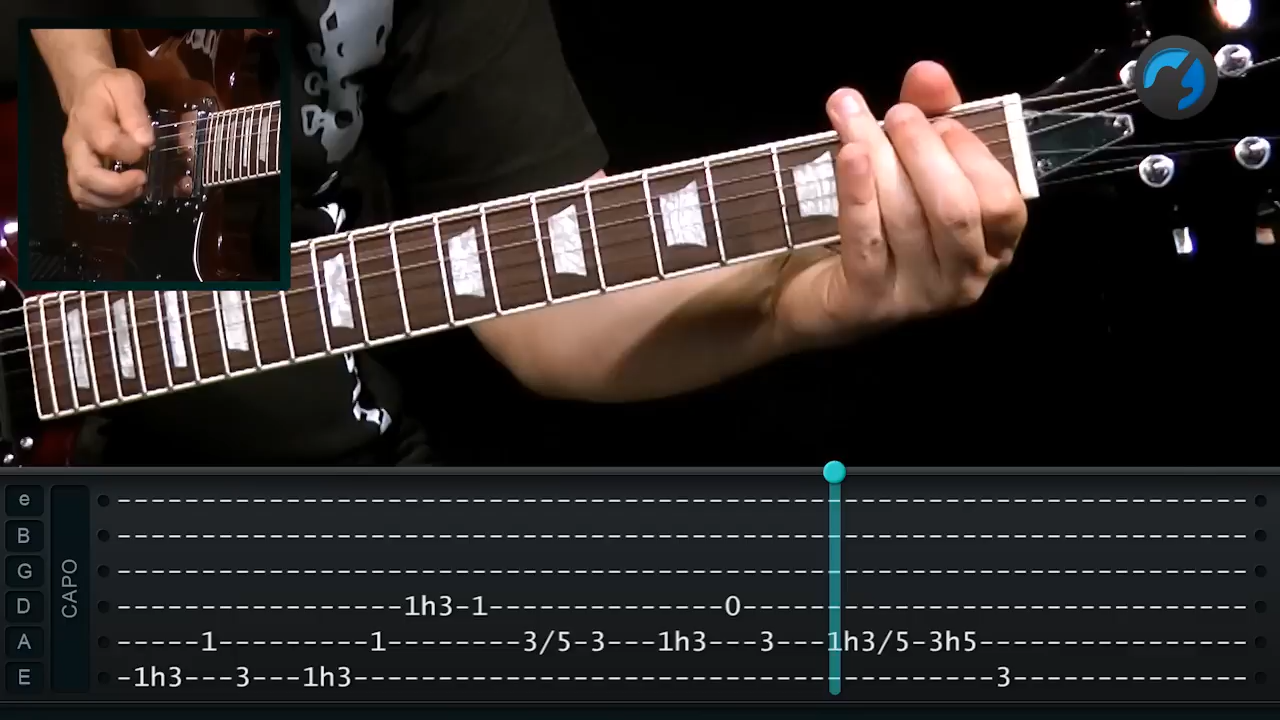 CAPO
e -------------------------------------------------------------------
B -------------------------------------------------------------------
G -------------------------------------------------------------------
D -----------------1h3-1--------------0------------------------------
A -----1---------1--------3/5-3---1h3---3---1h3/5-3h5----------------
E -1h3---3---1h3--------------------------------------3--------------